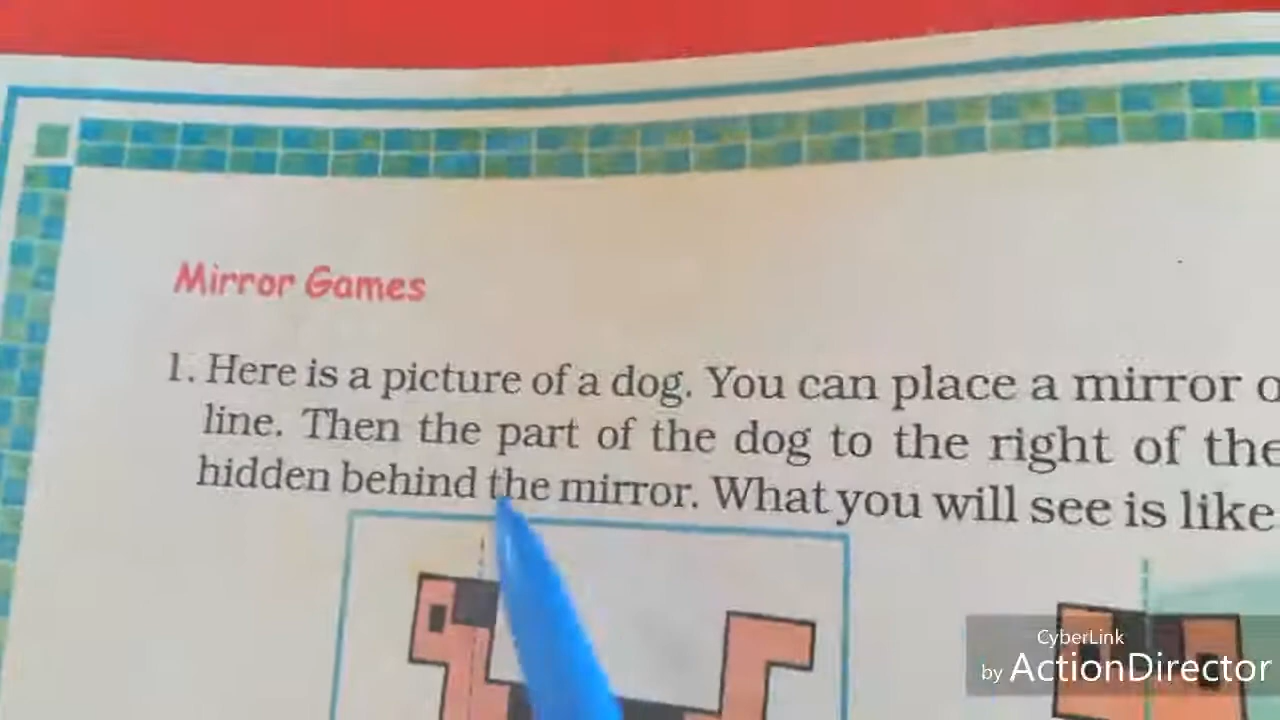 Mirror Games
1. Here is a picture of a dog. You can place a mirror
line. Then the part of the dog to the right of the
hidden behind the mirror. What you will see is like
CyberLink
by ActionDirector